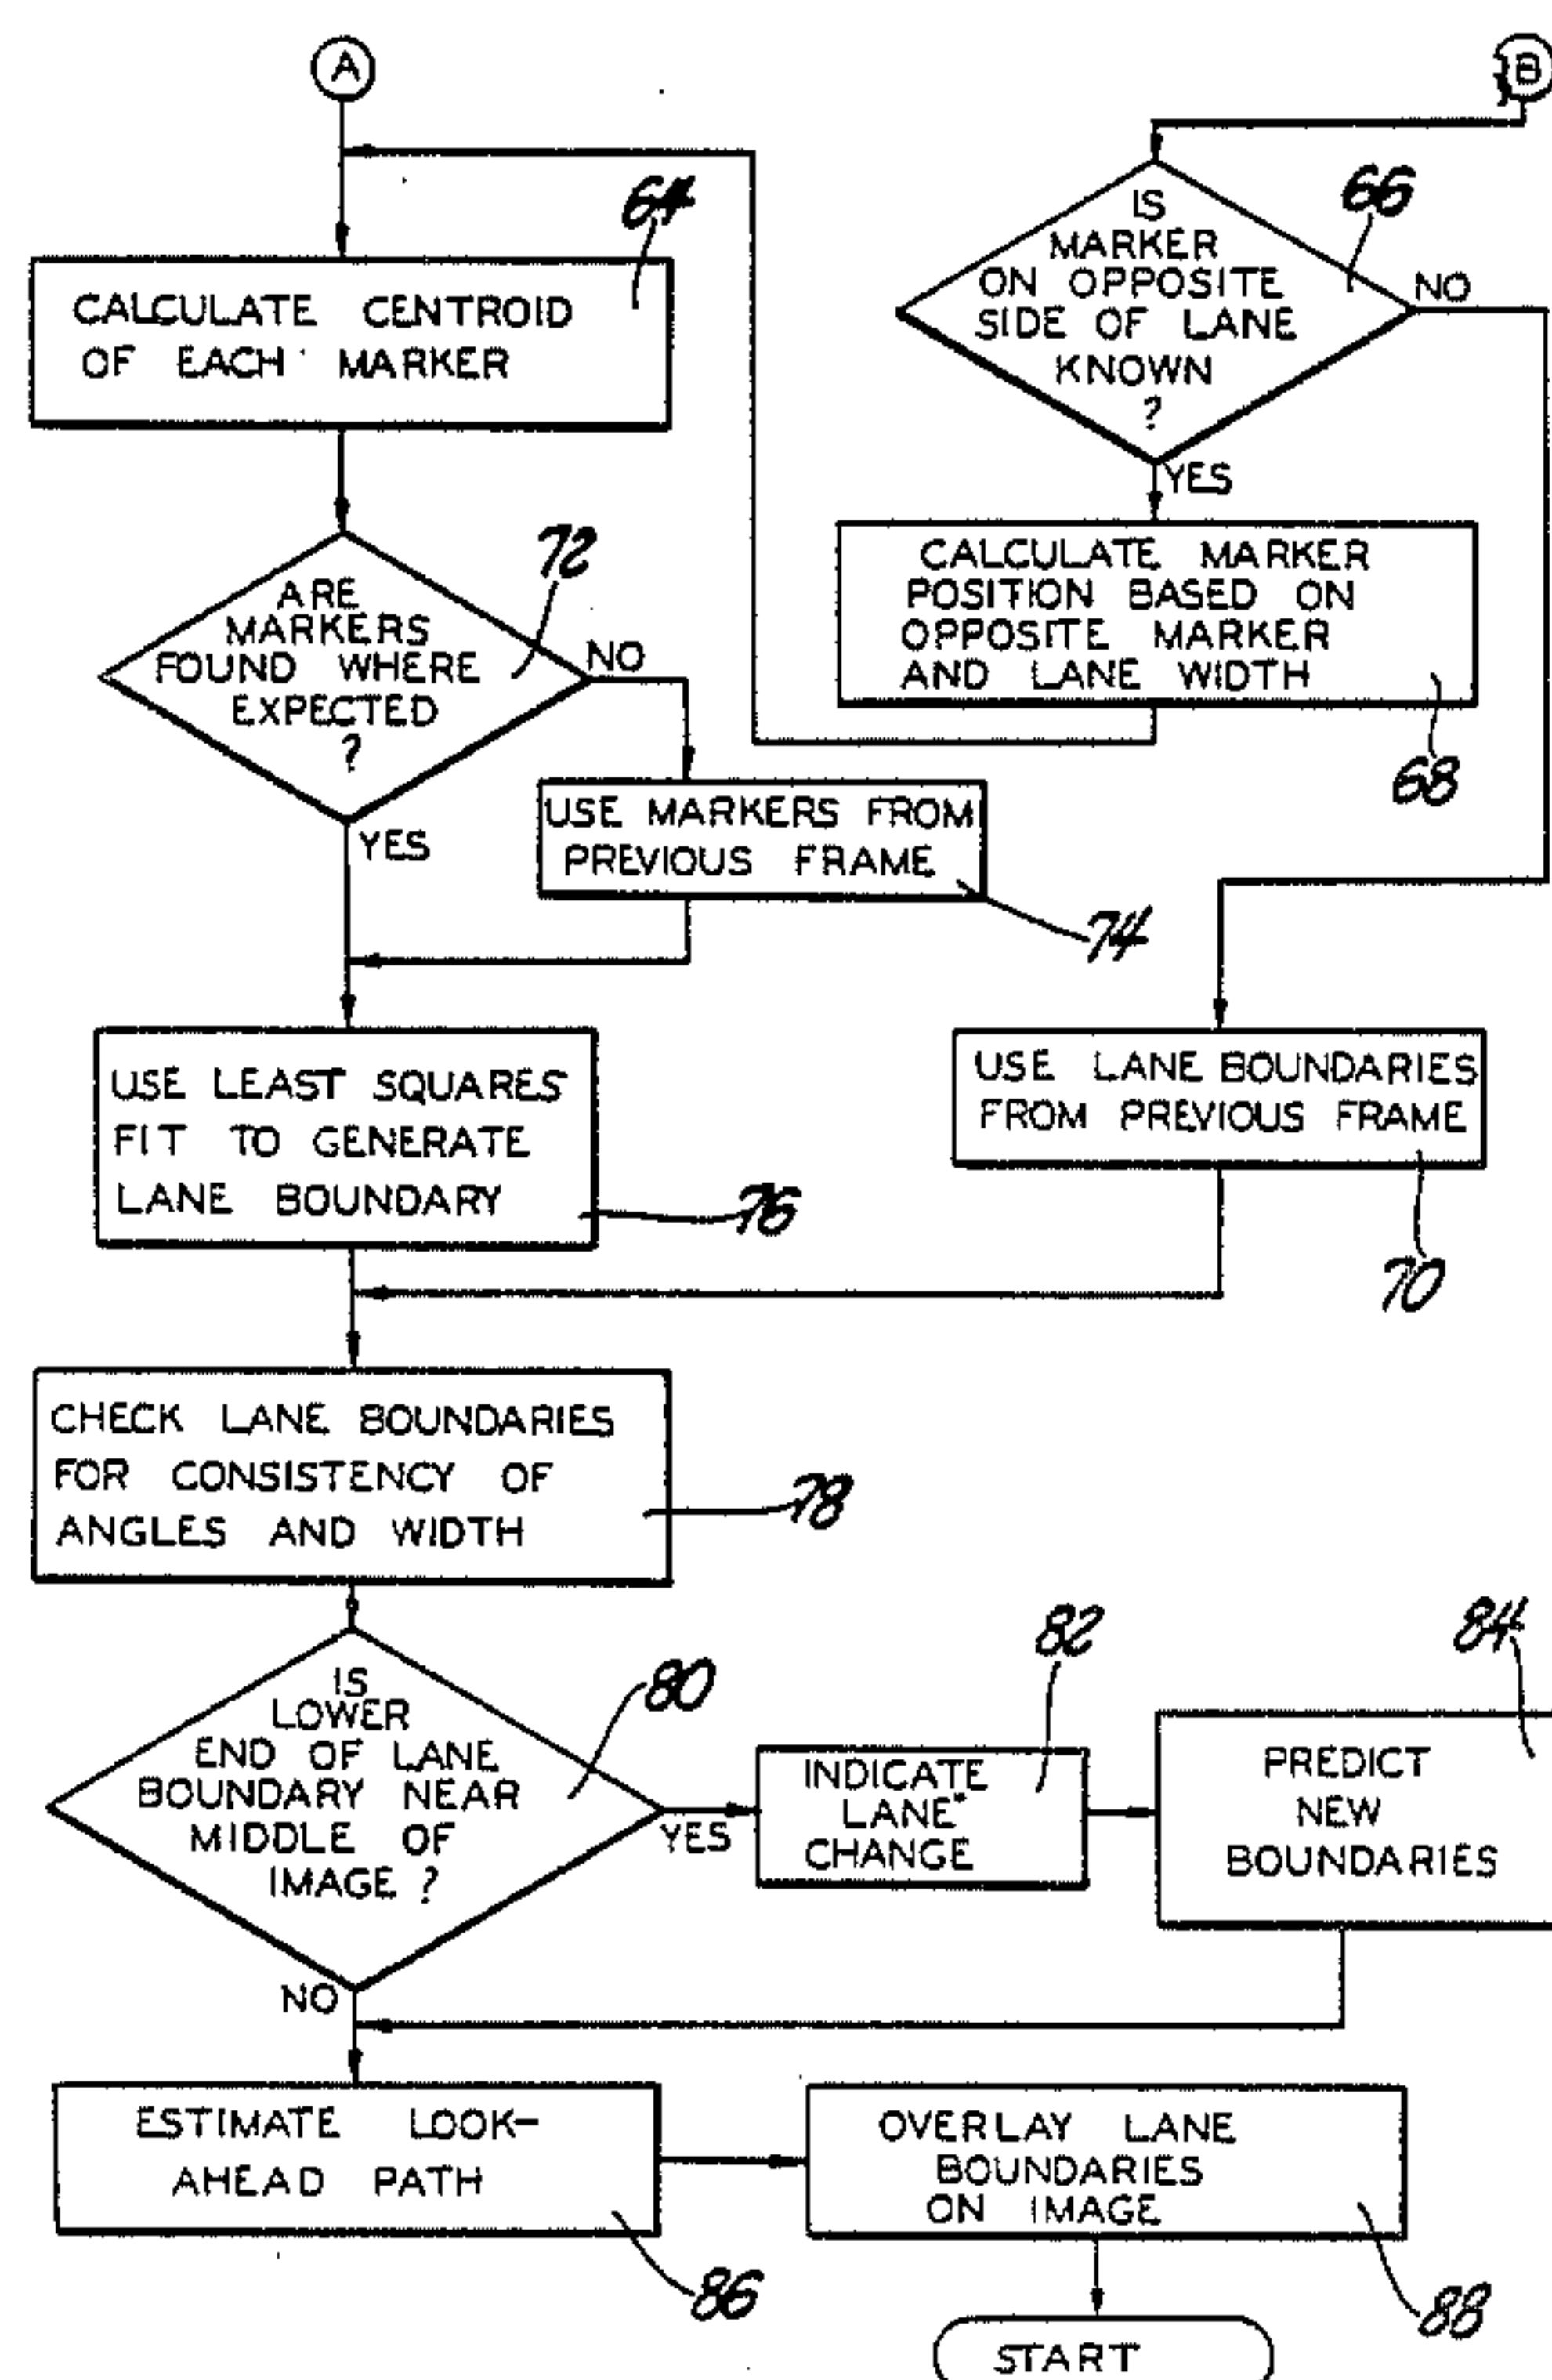 A
B
64
CALCULATE CENTROID
OF EACH MARKER
66
IS
MARKER
ON OPPOSITE
SIDE OF LANE
KNOWN
?
NO
YES
72
ARE
MARKERS
FOUND WHERE
EXPECTED
?
NO
YES
CALCULATE MARKER
POSITION BASED ON
OPPOSITE MARKER
AND LANE WIDTH
68
USE MARKERS FROM
PREVIOUS FRAME
74
USE LEAST SQUARES
FIT TO GENERATE
LANE BOUNDARY
76
USE LANE BOUNDARIES
FROM PREVIOUS FRAME
70
CHECK LANE BOUNDARIES
FOR CONSISTENCY OF
ANGLES AND WIDTH
78
IS
LOWER
END OF LANE
BOUNDARY NEAR
MIDDLE OF
IMAGE ?
80
YES
NO
82
INDICATE
LANE
CHANGE
84
PREDICT
NEW
BOUNDARIES
ESTIMATE LOOK-
AHEAD PATH
86
OVERLAY LANE
BOUNDARIES
ON IMAGE
88
START